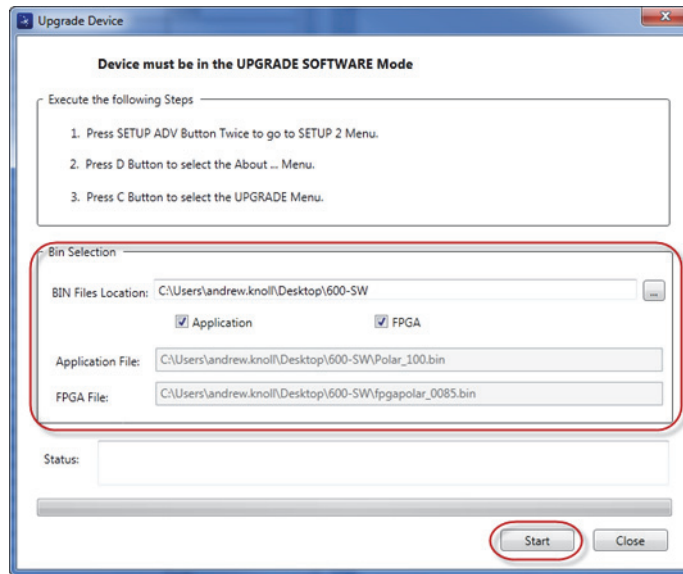 Upgrade Device
Device must be in the UPGRADE SOFTWARE Mode
Execute the following Steps
1. Press SETUP ADV Button Twice to go to SETUP 2 Menu.
2. Press D Button to select the About ... Menu.
3. Press C Button to select the UPGRADE Menu.
Bin Selection
BIN Files Location: C:\Users\andrew.knoll\Desktop\600-SW ...
Application FPGA
Application File: C:\Users\andrew.knoll\Desktop\600-SW\Polar_100.bin
FPGA File: C:\Users\andrew.knoll\Desktop\600-SW\fpgapolar_0085.bin
Status:
Start Close